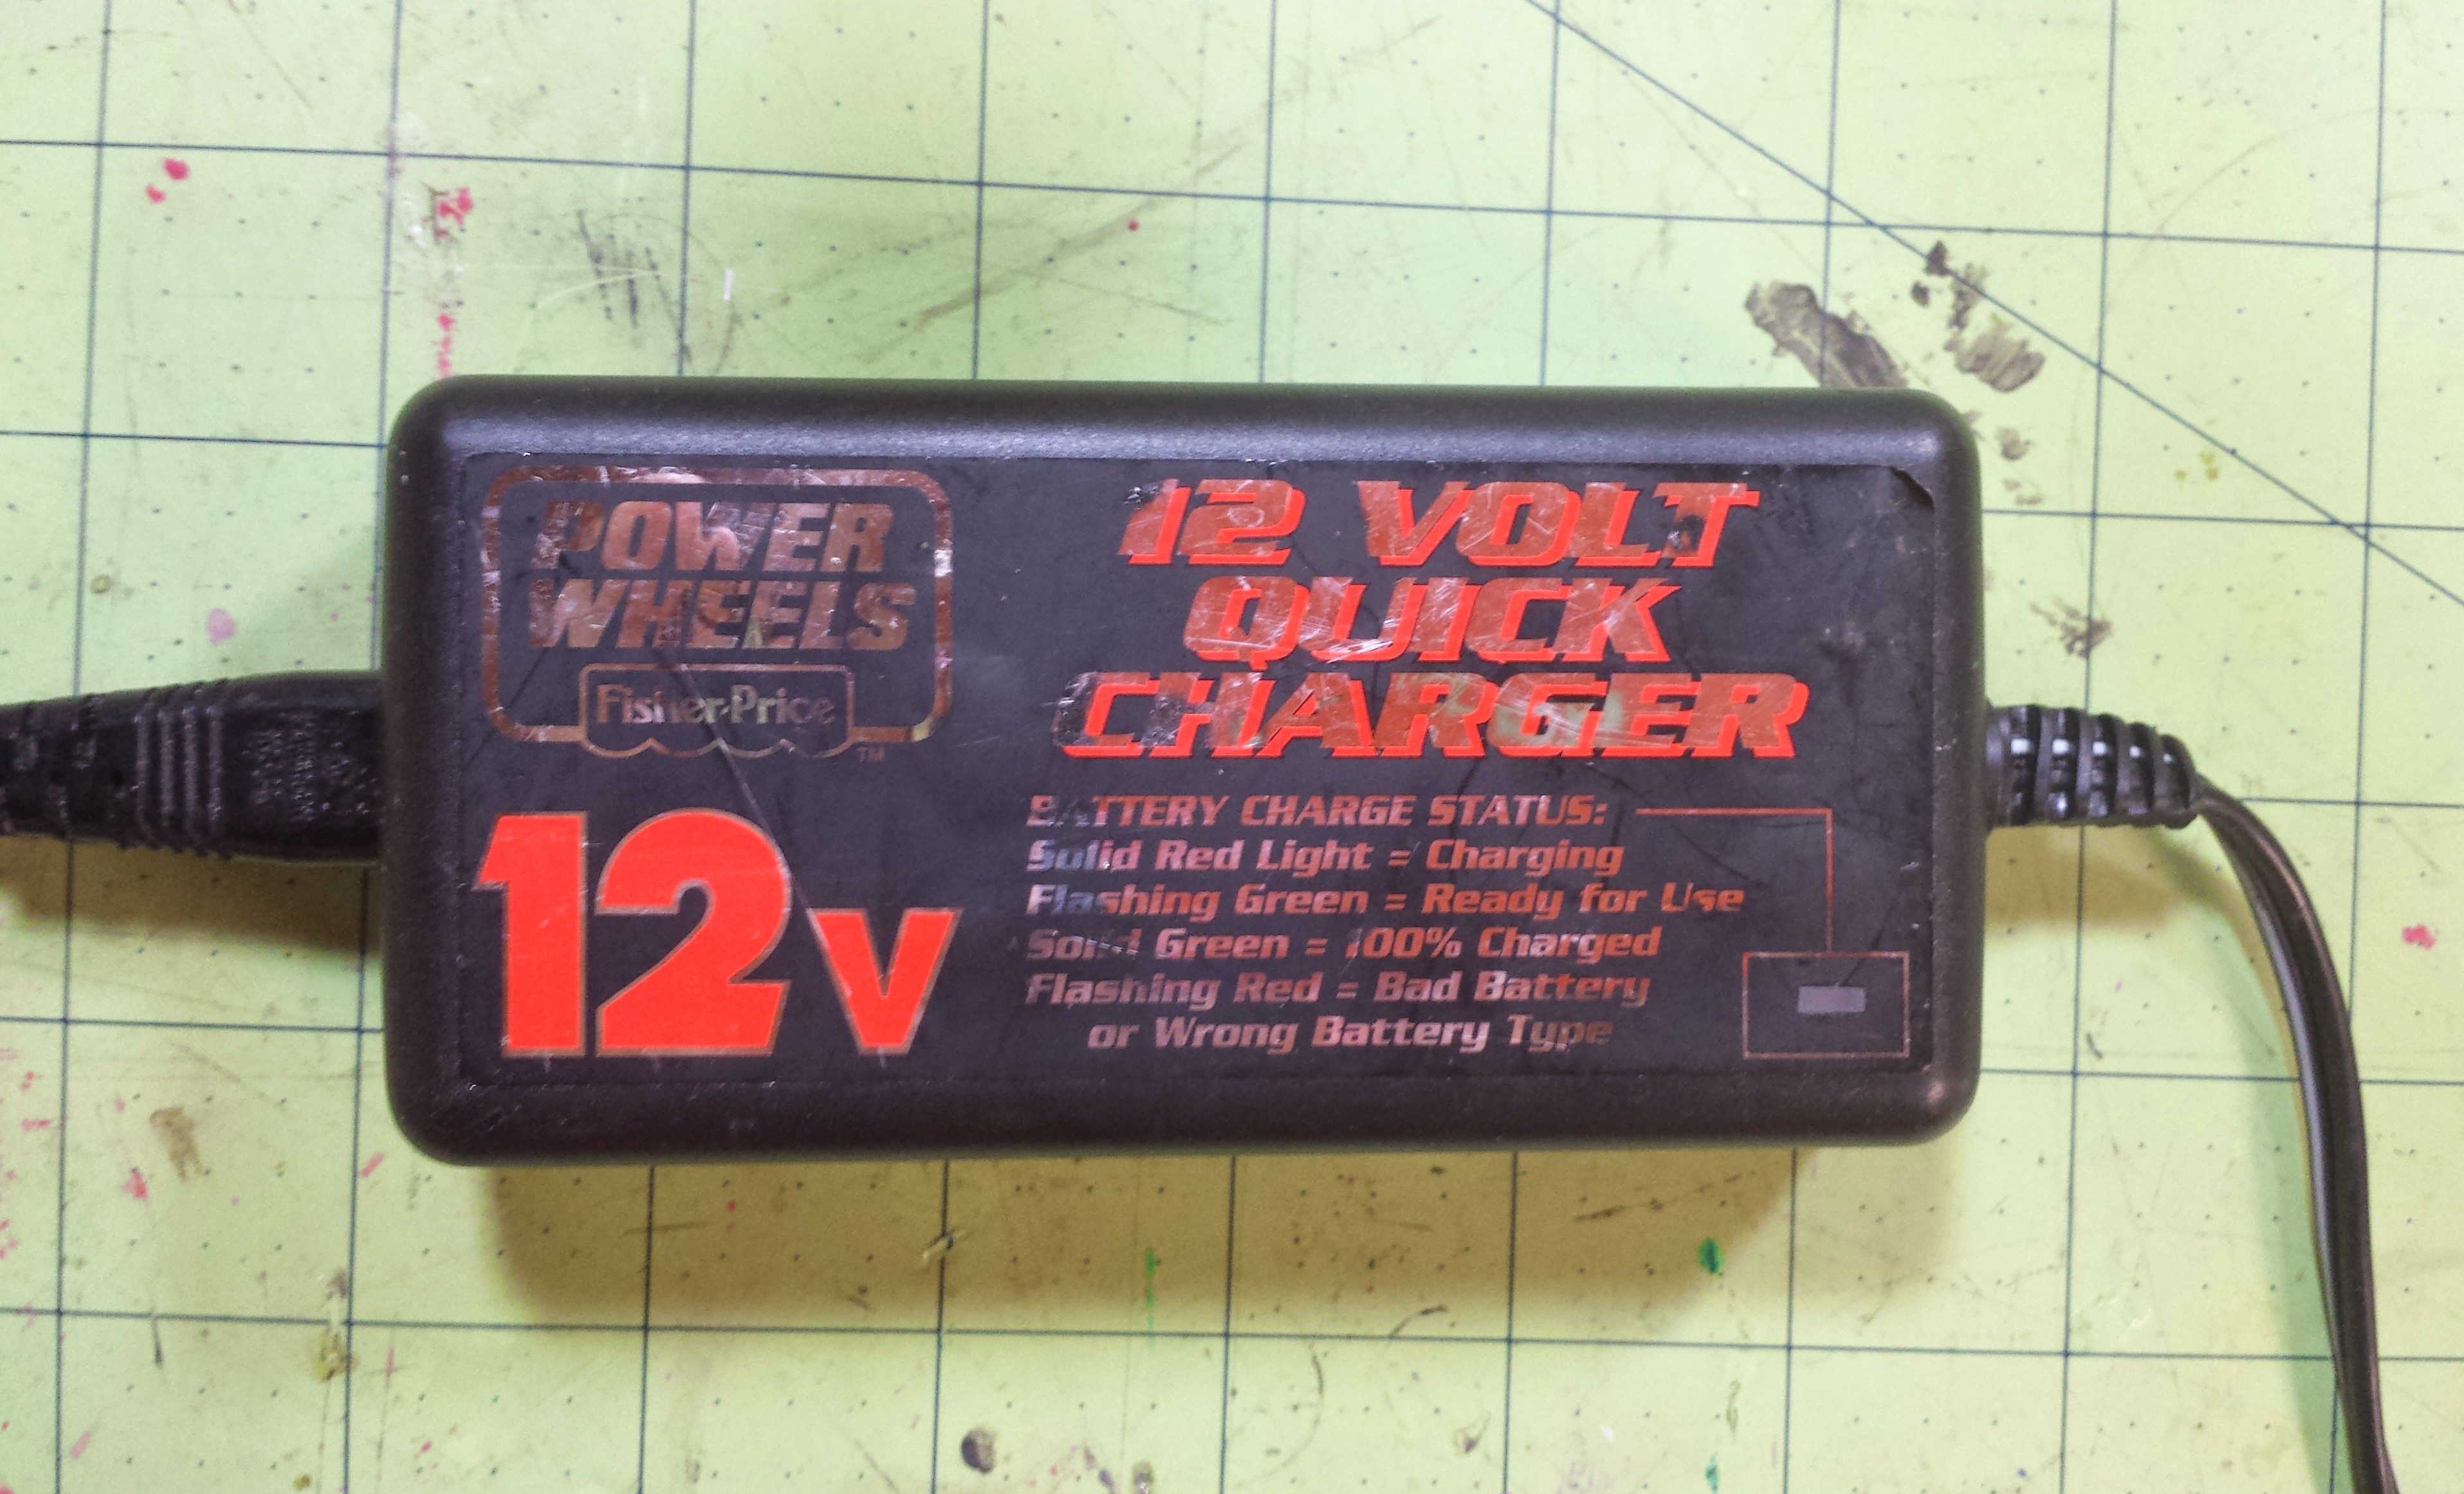 POWER
WHEELS
Fisher-Price
TM
12V
12 VOLT
QUICK
CHARGER
BATTERY CHARGE STATUS:
Solid Red Light = Charging
Flashing Green = Ready for Use
Solid Green = 100% Charged
Flashing Red = Bad Battery
or Wrong Battery Type